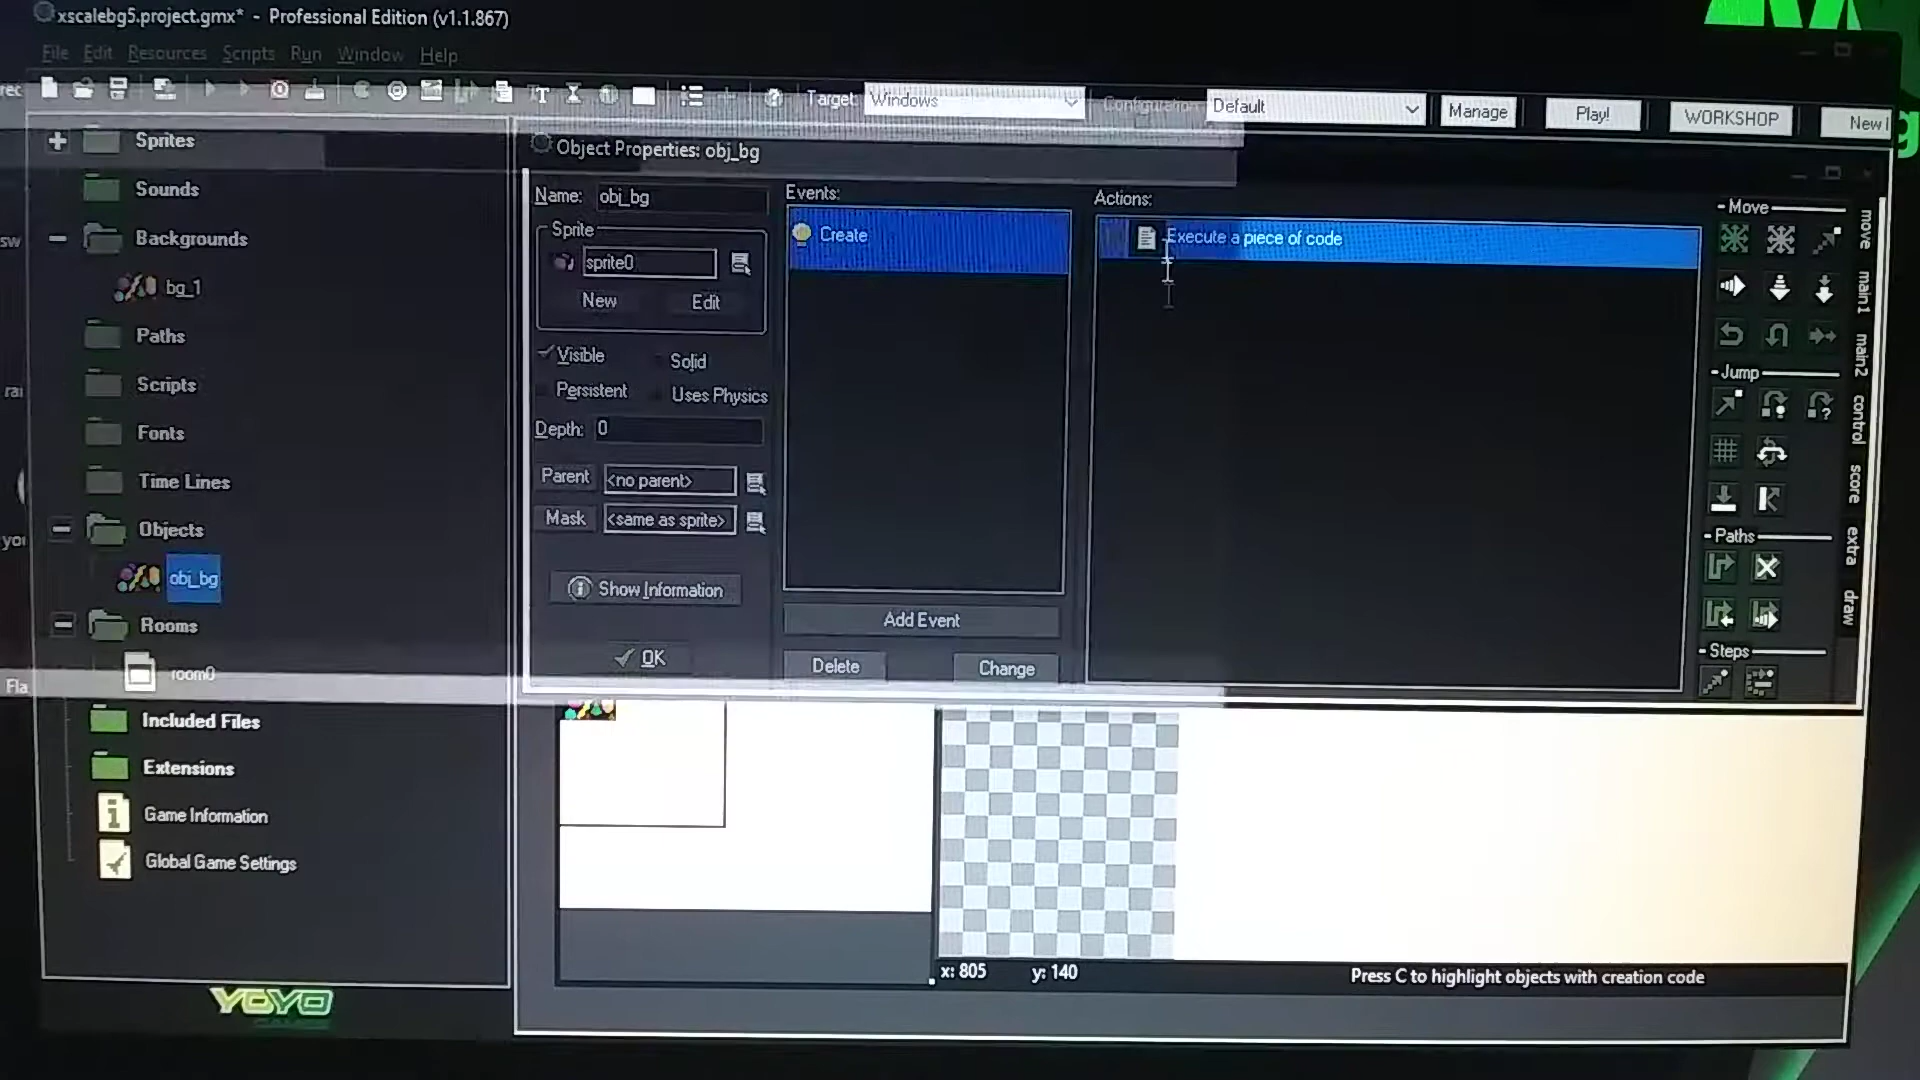 xscalebg5.project.gmx* - Professional Edition (v1.1.867)
File Edit Resources Scripts Run Window Help
Target: Windows Configuration Default Manage Play! WORKSHOP New
Sprites
Sounds
Backgrounds
bg_1
Paths
Scripts
Fonts
Time Lines
Objects
obj_bg
Rooms
room0
Included Files
Extensions
Game Information
Global Game Settings
YOYO
GAMES
Object Properties: obj_bg
Name: obj_bg
Sprite
sprite0
New Edit
Visible Solid
Persistent Uses Physics
Depth: 0
Parent <no parent>
Mask <same as sprite>
Show Information
OK
Events:
Create
Add Event
Delete Change
Actions:
Execute a piece of code
Move
Jump
Paths
Steps
move
main1
main2
control
score
extra
draw
x: 805 y: 140
Press C to highlight objects with creation code